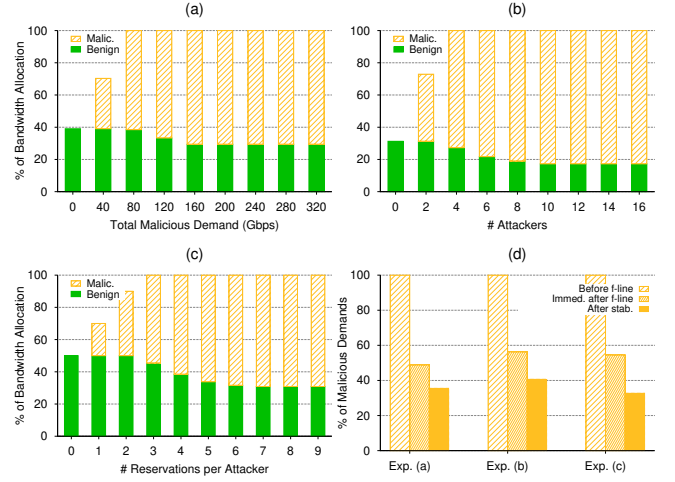 (a)
% of Bandwidth Allocation
100
80
60
40
20
0
Malic.
Benign
0 40 80 120 160 200 240 280 320
Total Malicious Demand (Gbps)
(b)
% of Bandwidth Allocation
100
80
60
40
20
0
Malic.
Benign
0 2 4 6 8 10 12 14 16
# Attackers
(c)
% of Bandwidth Allocation
100
80
60
40
20
0
Malic.
Benign
0 1 2 3 4 5 6 7 8 9
# Reservations per Attacker
(d)
% of Malicious Demands
100
80
60
40
20
0
Before f-line
Immed. after f-line
After stab.
Exp. (a) Exp. (b) Exp. (c)